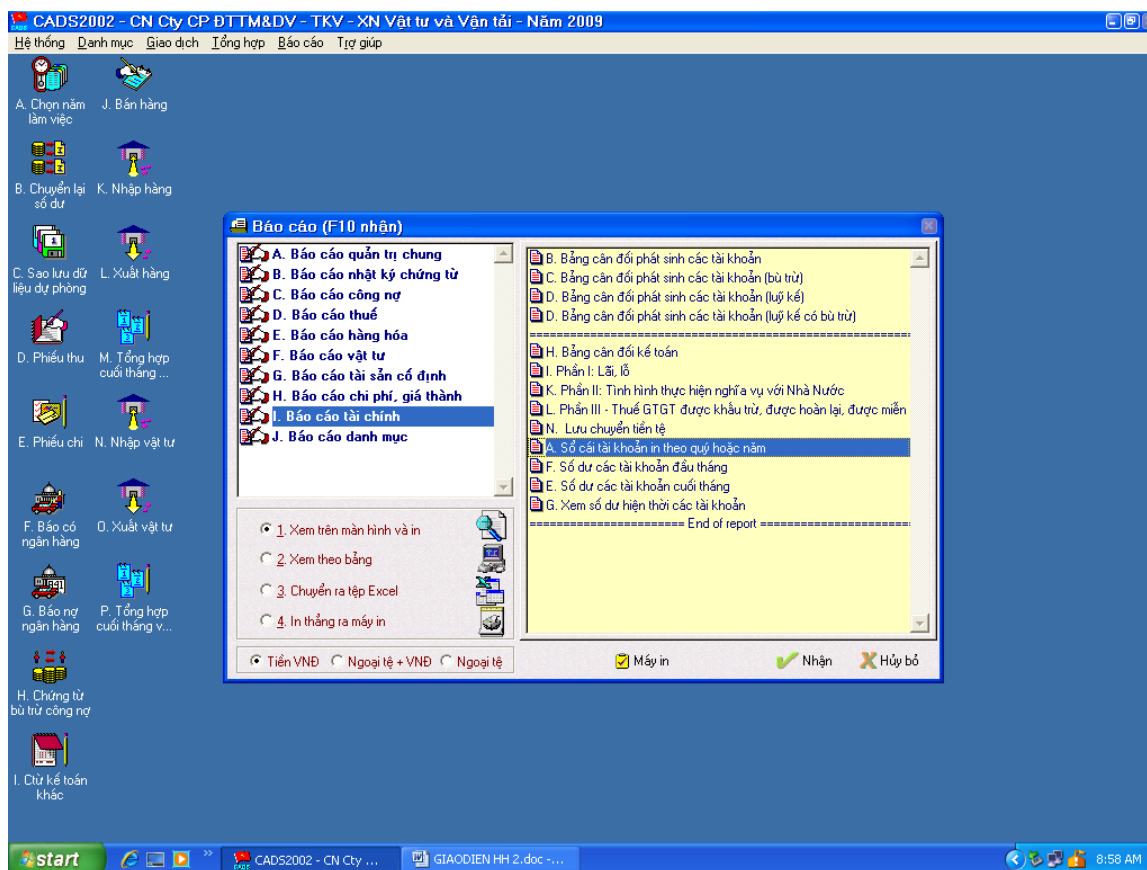 CADS2002 - CN Cty CP ĐTTM&DV - TKV - XN Vật tư và Vận tải - Năm 2009
Hệ thống Danh mục Giao dịch Tổng hợp Báo cáo Trợ giúp
A. Chọn năm làm việc
J. Bán hàng
B. Chuyển lại số dư
K. Nhập hàng
C. Sao lưu dữ liệu dự phòng
L. Xuất hàng
D. Phiếu thu
M. Tổng hợp cuối tháng ...
E. Phiếu chi
N. Nhập vật tư
F. Báo có ngân hàng
O. Xuất vật tư
G. Báo nợ ngân hàng
P. Tổng hợp cuối tháng v...
H. Chứng từ bù trừ công nợ
I. Ctừ kế toán khác
Báo cáo (F10 nhận)
A. Báo cáo quản trị chung
B. Báo cáo nhật ký chứng từ
C. Báo cáo công nợ
D. Báo cáo thuế
E. Báo cáo hàng hóa
F. Báo cáo vật tư
G. Báo cáo tài sản cố định
H. Báo cáo chi phí, giá thành
I. Báo cáo tài chính
J. Báo cáo danh mục
1. Xem trên màn hình và in
2. Xem theo bảng
3. Chuyển ra tệp Excel
4. In thẳng ra máy in
Tiền VNĐ Ngoại tệ + VNĐ Ngoại tệ
B. Bảng cân đối phát sinh các tài khoản
C. Bảng cân đối phát sinh các tài khoản (bù trừ)
D. Bảng cân đối phát sinh các tài khoản (luỹ kế)
D. Bảng cân đối phát sinh các tài khoản (luỹ kế có bù trừ)
H. Bảng cân đối kế toán
I. Phần I: Lãi, lỗ
K. Phần II: Tình hình thực hiện nghĩa vụ với Nhà Nước
L. Phần III - Thuế GTGT được khấu trừ, được hoàn lại, được miễn
N. Lưu chuyển tiền tệ
A. Sổ cái tài khoản in theo quý hoặc năm
F. Số dư các tài khoản đầu tháng
E. Số dư các tài khoản cuối tháng
G. Xem số dư hiện thời các tài khoản
====================== End of report ======================
Máy in Nhận Hủy bỏ
start CADS2002 - CN Cty ... GIAODIEN HH 2.doc -... 8:58 AM